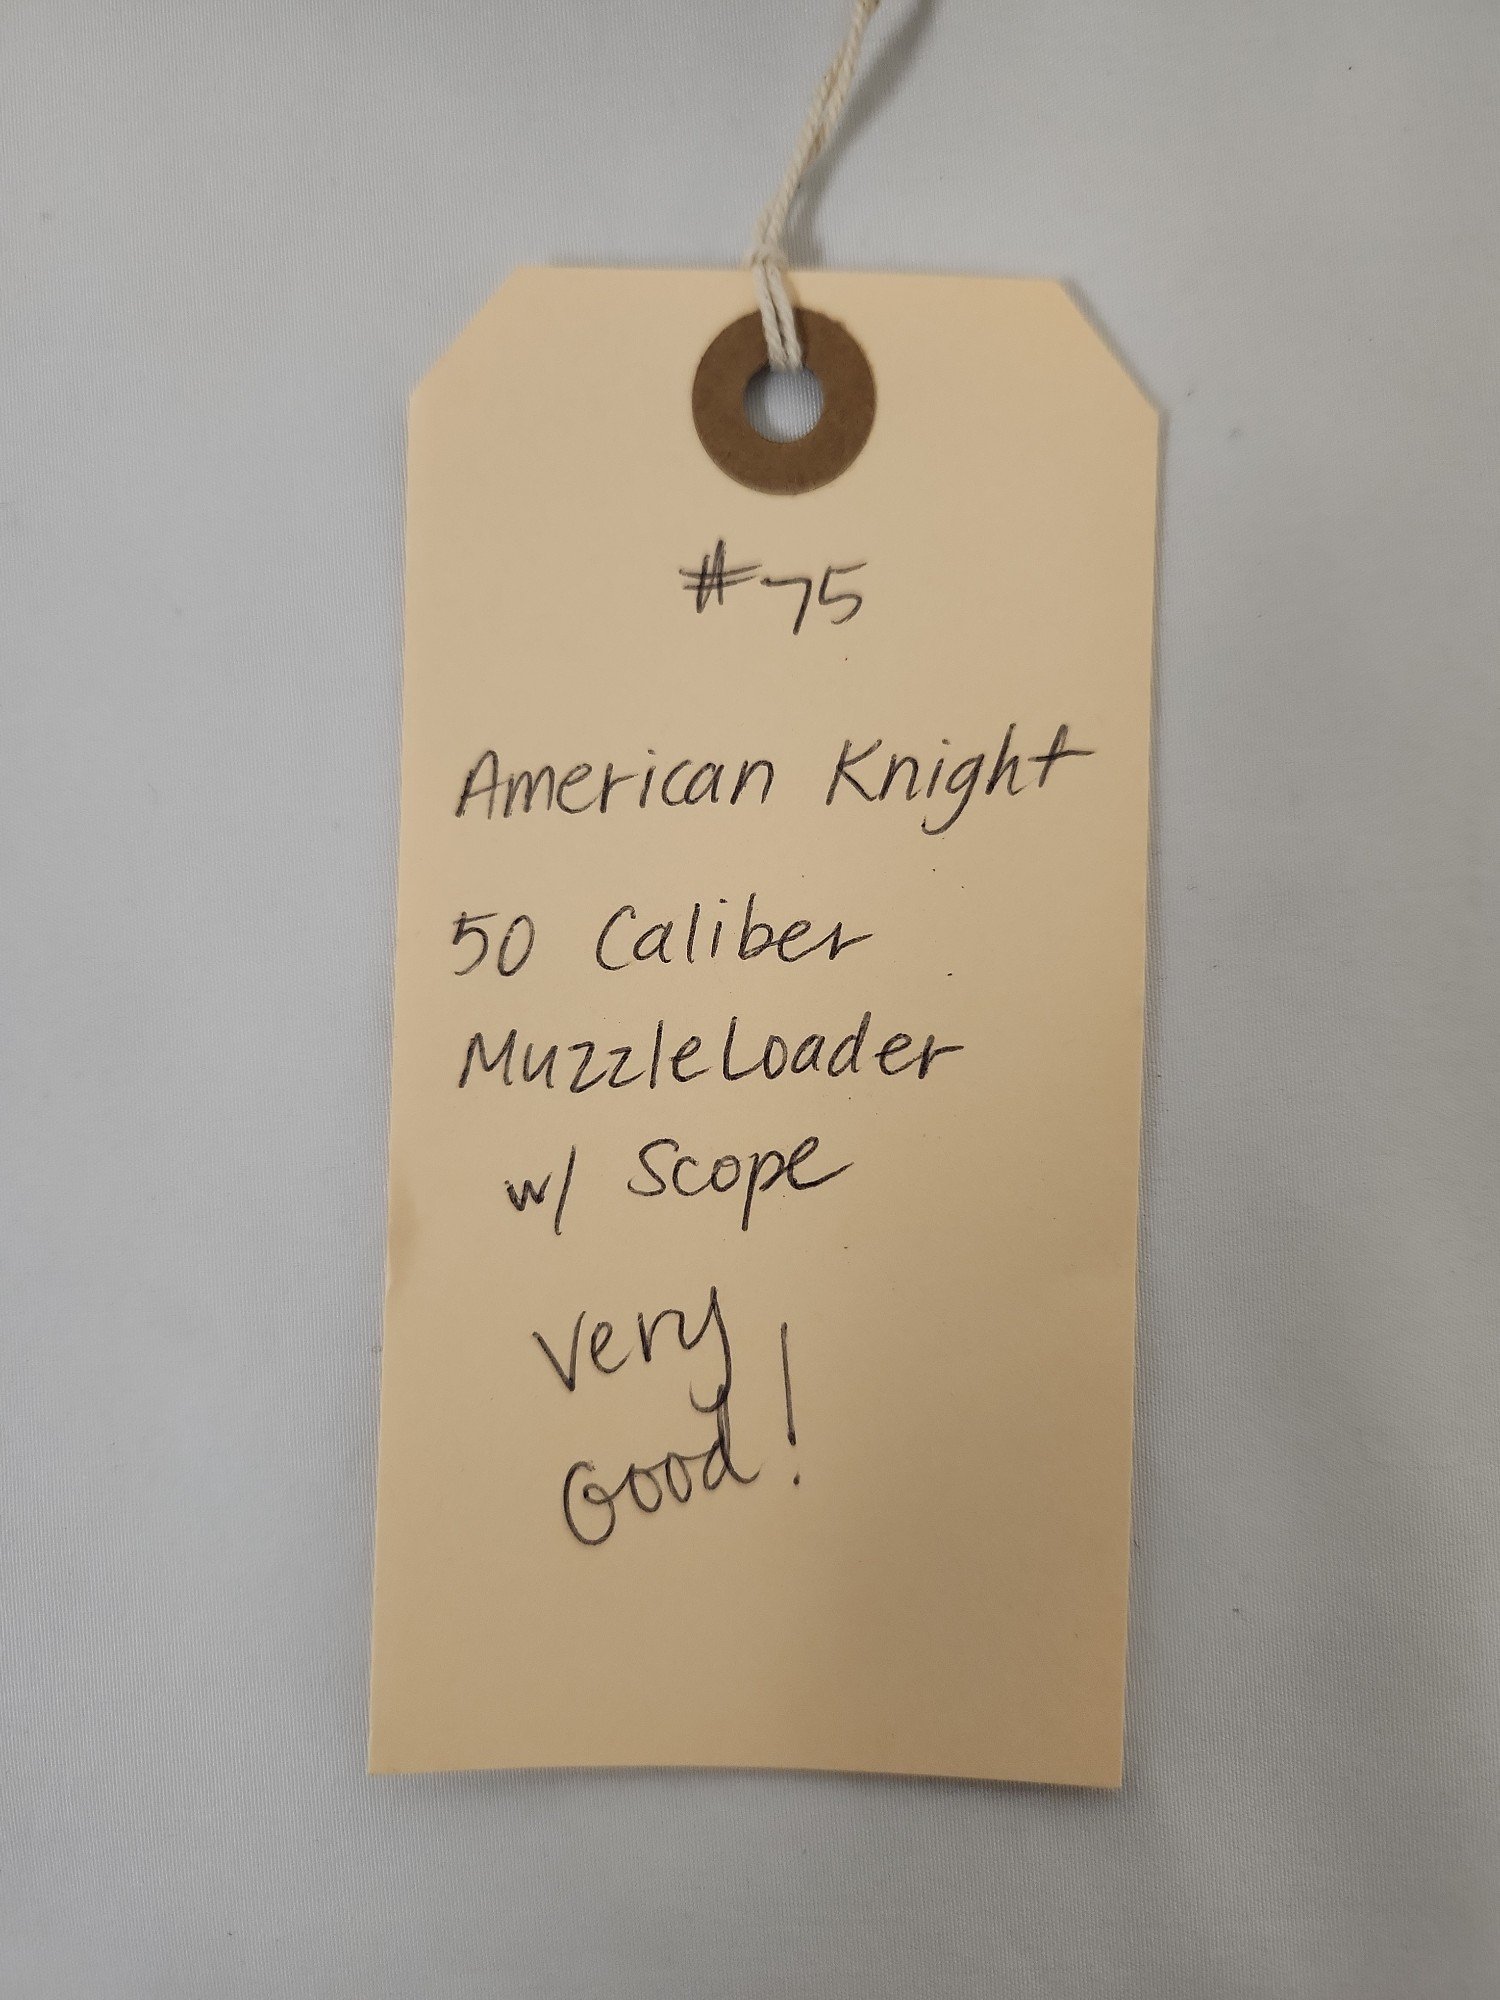 #75
American Knight
50 Caliber
MuzzleLoader
w/ Scope
Very
Good!